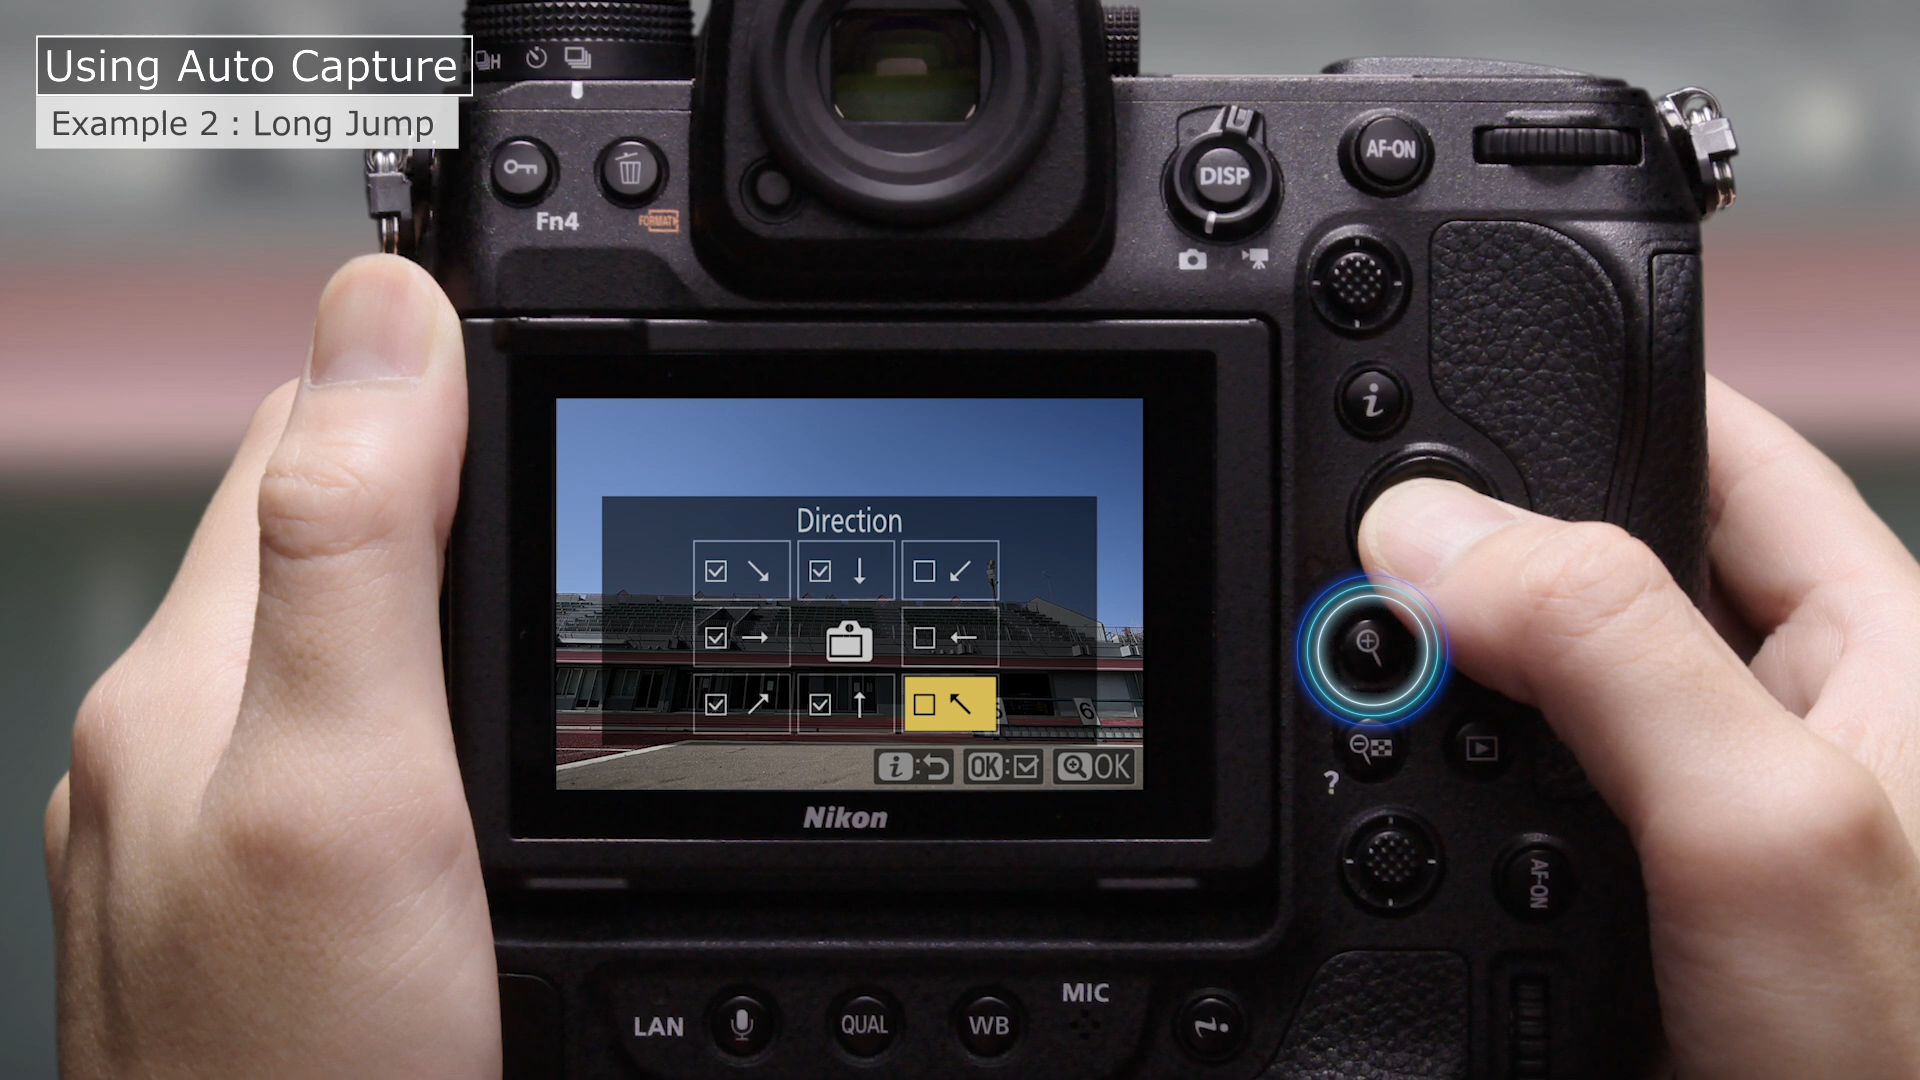 Using Auto Capture
Example 2 : Long Jump
H
Fn4
FORMAT
DISP
AF-ON
i
Direction
6
i : OK : OK
Nikon
?
AF-ON
MIC
LAN
QUAL
WB
i